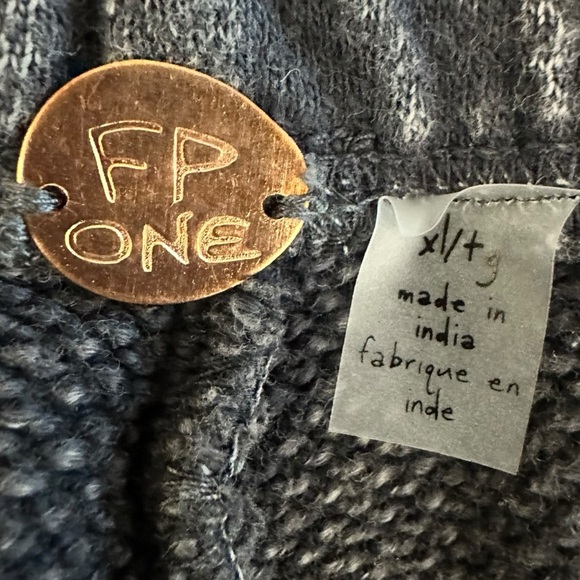 FP
ONE
xl/tg
made in
india
fabrique en
inde